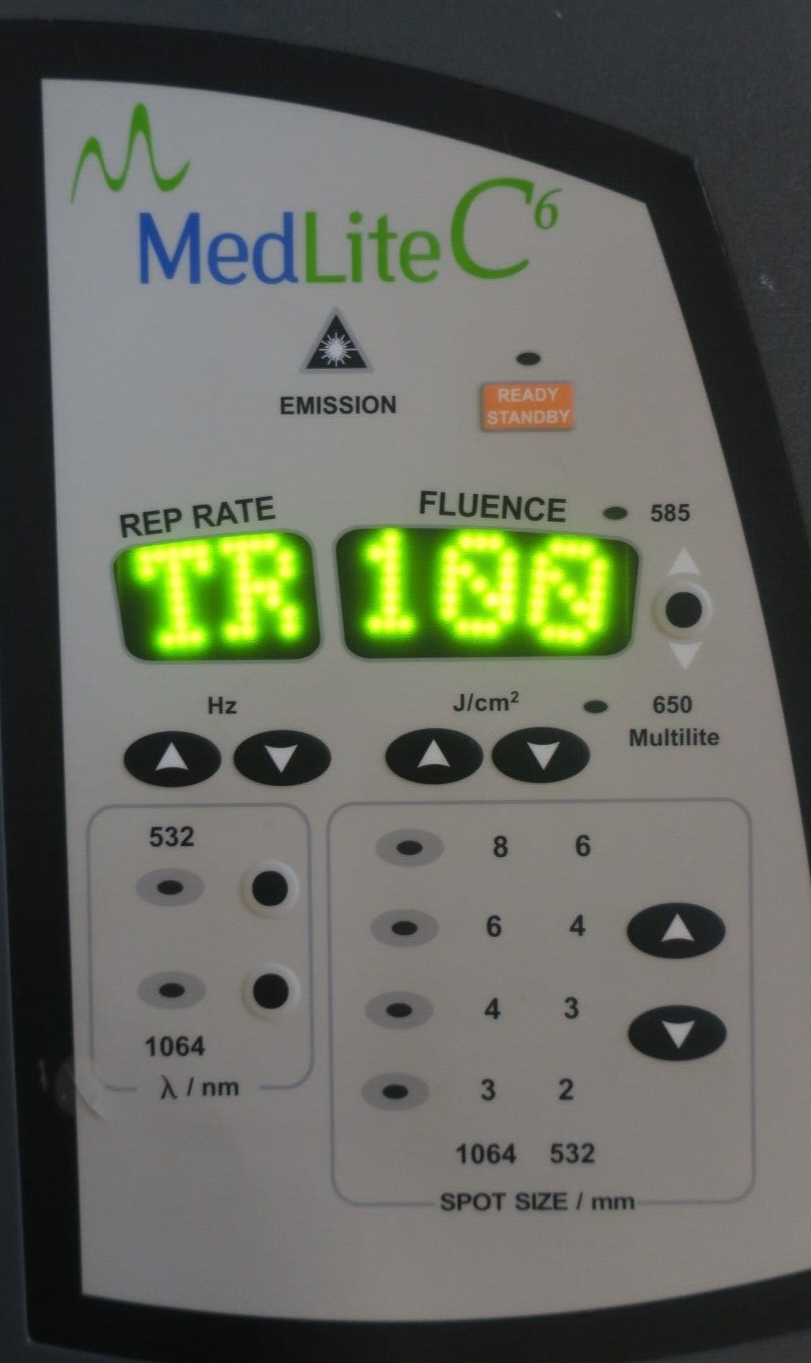 MedLite C6
EMISSION
READY
STANDBY
REP RATE
FLUENCE
585
TR
100
Hz
J/cm²
650
Multilite
532
1064
λ / nm
8 6
6 4
4 3
3 2
1064 532
SPOT SIZE / mm